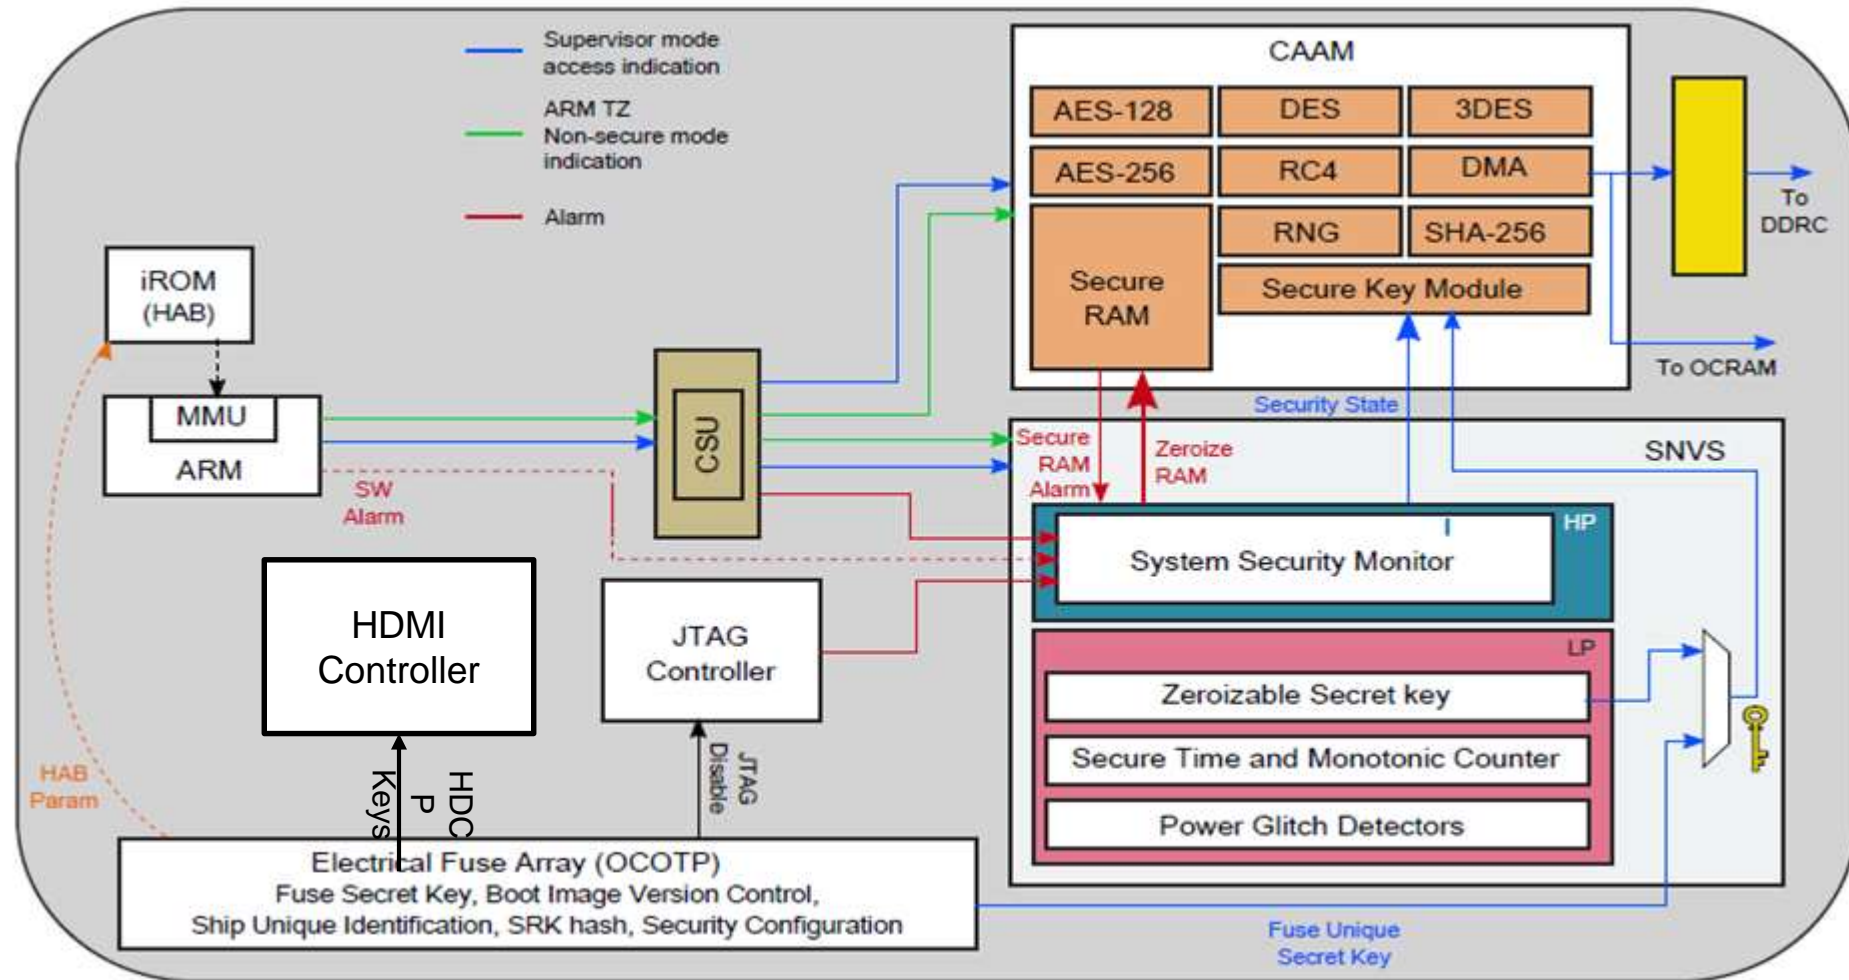 Supervisor mode
access indication
ARM TZ
Non-secure mode
indication
Alarm
CAAM
AES-128
DES
3DES
AES-256
RC4
DMA
RNG
SHA-256
Secure
RAM
Secure Key Module
To
DDRC
To OCRAM
iROM
(HAB)
MMU
ARM
CSU
SW
Alarm
Security State
Secure
RAM
Alarm
Zeroize
RAM
SNVS
HP
System Security Monitor
LP
Zeroizable Secret key
Secure Time and Monotonic Counter
Power Glitch Detectors
HDMI
Controller
JTAG
Controller
HAB
Param
HDC
P
Keys
JTAG
Disable
Electrical Fuse Array (OCOTP)
Fuse Secret Key, Boot Image Version Control,
Ship Unique Identification, SRK hash, Security Configuration
Fuse Unique
Secret Key